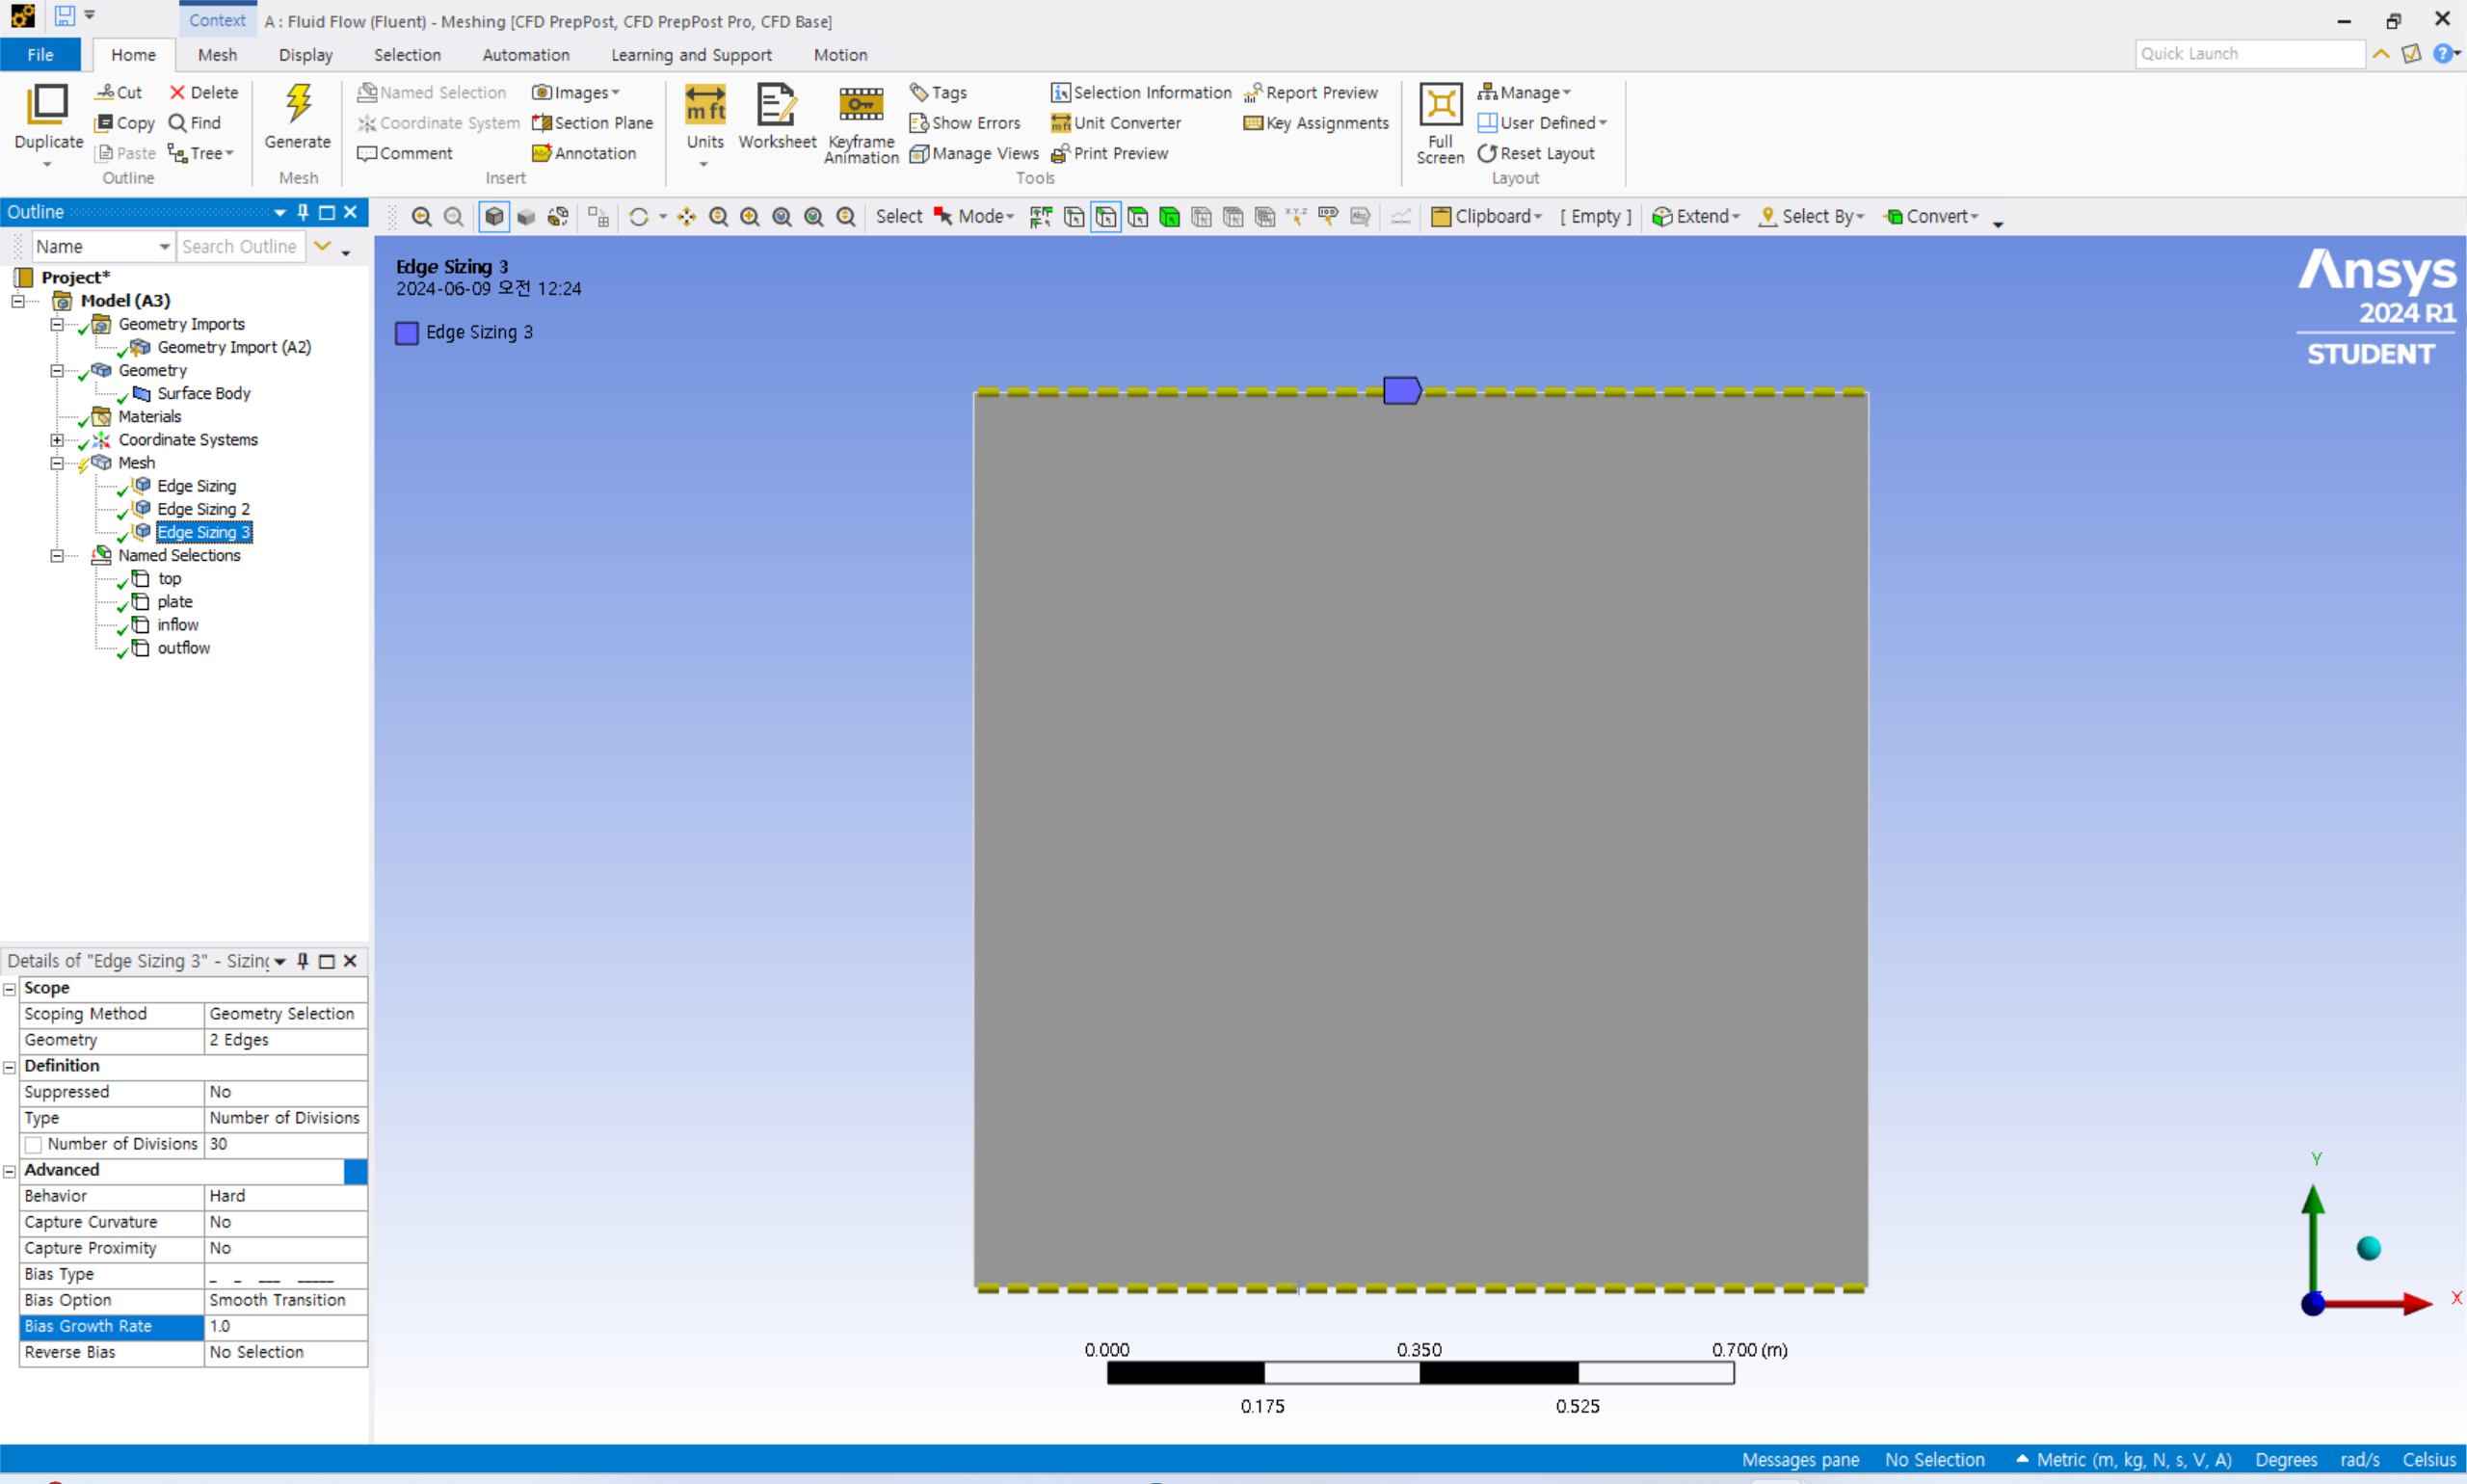 Context
A : Fluid Flow (Fluent) - Meshing [CFD PrepPost, CFD PrepPost Pro, CFD Base]
File Home Mesh Display Selection Automation Learning and Support Motion
Quick Launch
Duplicate
Cut
Copy
Paste
Delete
Find
Tree
Outline
Generate
Mesh
Named Selection
Coordinate System
Comment
Images
Section Plane
Annotation
Insert
mft
Units
Worksheet
Keyframe
Animation
Tags
Show Errors
Manage Views
Selection Information
Unit Converter
Print Preview
Report Preview
Key Assignments
Tools
Full
Screen
Manage
User Defined
Reset Layout
Layout
Outline
Select Mode Clipboard [ Empty ] Extend Select By Convert
Name Search Outline
Project*
Model (A3)
Geometry Imports
Geometry Import (A2)
Geometry
Surface Body
Materials
Coordinate Systems
Mesh
Edge Sizing
Edge Sizing 2
Edge Sizing 3
Named Selections
top
plate
inflow
outflow
Edge Sizing 3
2024-06-09 오전 12:24
Edge Sizing 3
Ansys
2024 R1
STUDENT
Details of "Edge Sizing 3" - Sizing
Scope
Scoping Method Geometry Selection
Geometry 2 Edges
Definition
Suppressed No
Type Number of Divisions
Number of Divisions 30
Advanced
Behavior Hard
Capture Curvature No
Capture Proximity No
Bias Type _ _ __ ___
Bias Option Smooth Transition
Bias Growth Rate 1.0
Reverse Bias No Selection
Y
X
0.000 0.350 0.700 (m)
0.175 0.525
Messages pane No Selection Metric (m, kg, N, s, V, A) Degrees rad/s Celsius